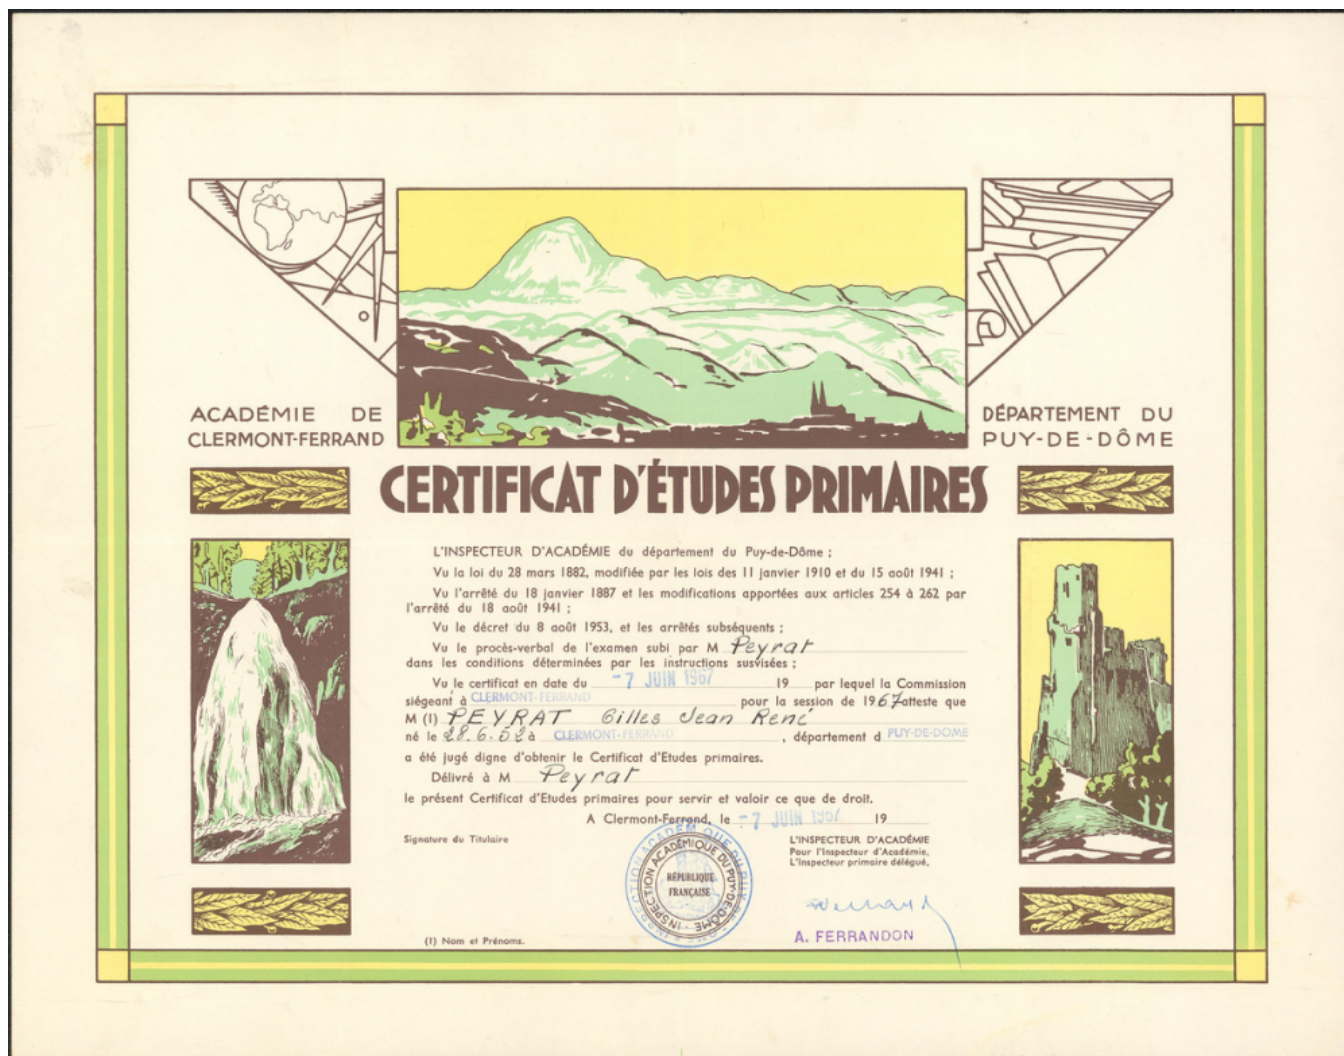 ACADÉMIE DE
CLERMONT-FERRAND
DÉPARTEMENT DU
PUY-DE-DÔME
CERTIFICAT D'ÉTUDES PRIMAIRES
L'INSPECTEUR D'ACADÉMIE du département du Puy-de-Dôme ;
Vu la loi du 28 mars 1882, modifiée par les lois des 11 janvier 1910 et du 15 août 1941 ;
Vu l'arrêté du 18 janvier 1887 et les modifications apportées aux articles 254 à 262 par
l'arrêté du 18 août 1941 ;
Vu le décret du 8 août 1953, et les arrêtés subséquents ;
Vu le procès-verbal de l'examen subi par M Peyrat
dans les conditions déterminées par les instructions susvisées ;
Vu le certificat en date du -7 JUIN 1967 19 par lequel la Commission
siégeant à CLERMONT-FERRAND pour la session de 1967 atteste que
M (1) PEYRAT Gilles Jean René
né le 28.6.52 à CLERMONT-FERRAND, département d PUY-DE-DOME
a été jugé digne d'obtenir le Certificat d'Etudes primaires.
Délivré à M Peyrat
le présent Certificat d'Etudes primaires pour servir et valoir ce que de droit.
A Clermont-Ferrand, le -7 JUIN 1967 19
Signature du Titulaire
L'INSPECTEUR D'ACADÉMIE
Pour l'Inspecteur d'Académie,
L'Inspecteur primaire délégué,
INSPECTION ACADÉMIQUE DU PUY-DE-DÔME
RÉPUBLIQUE
FRANÇAISE
A. FERRANDON
(1) Nom et Prénoms.